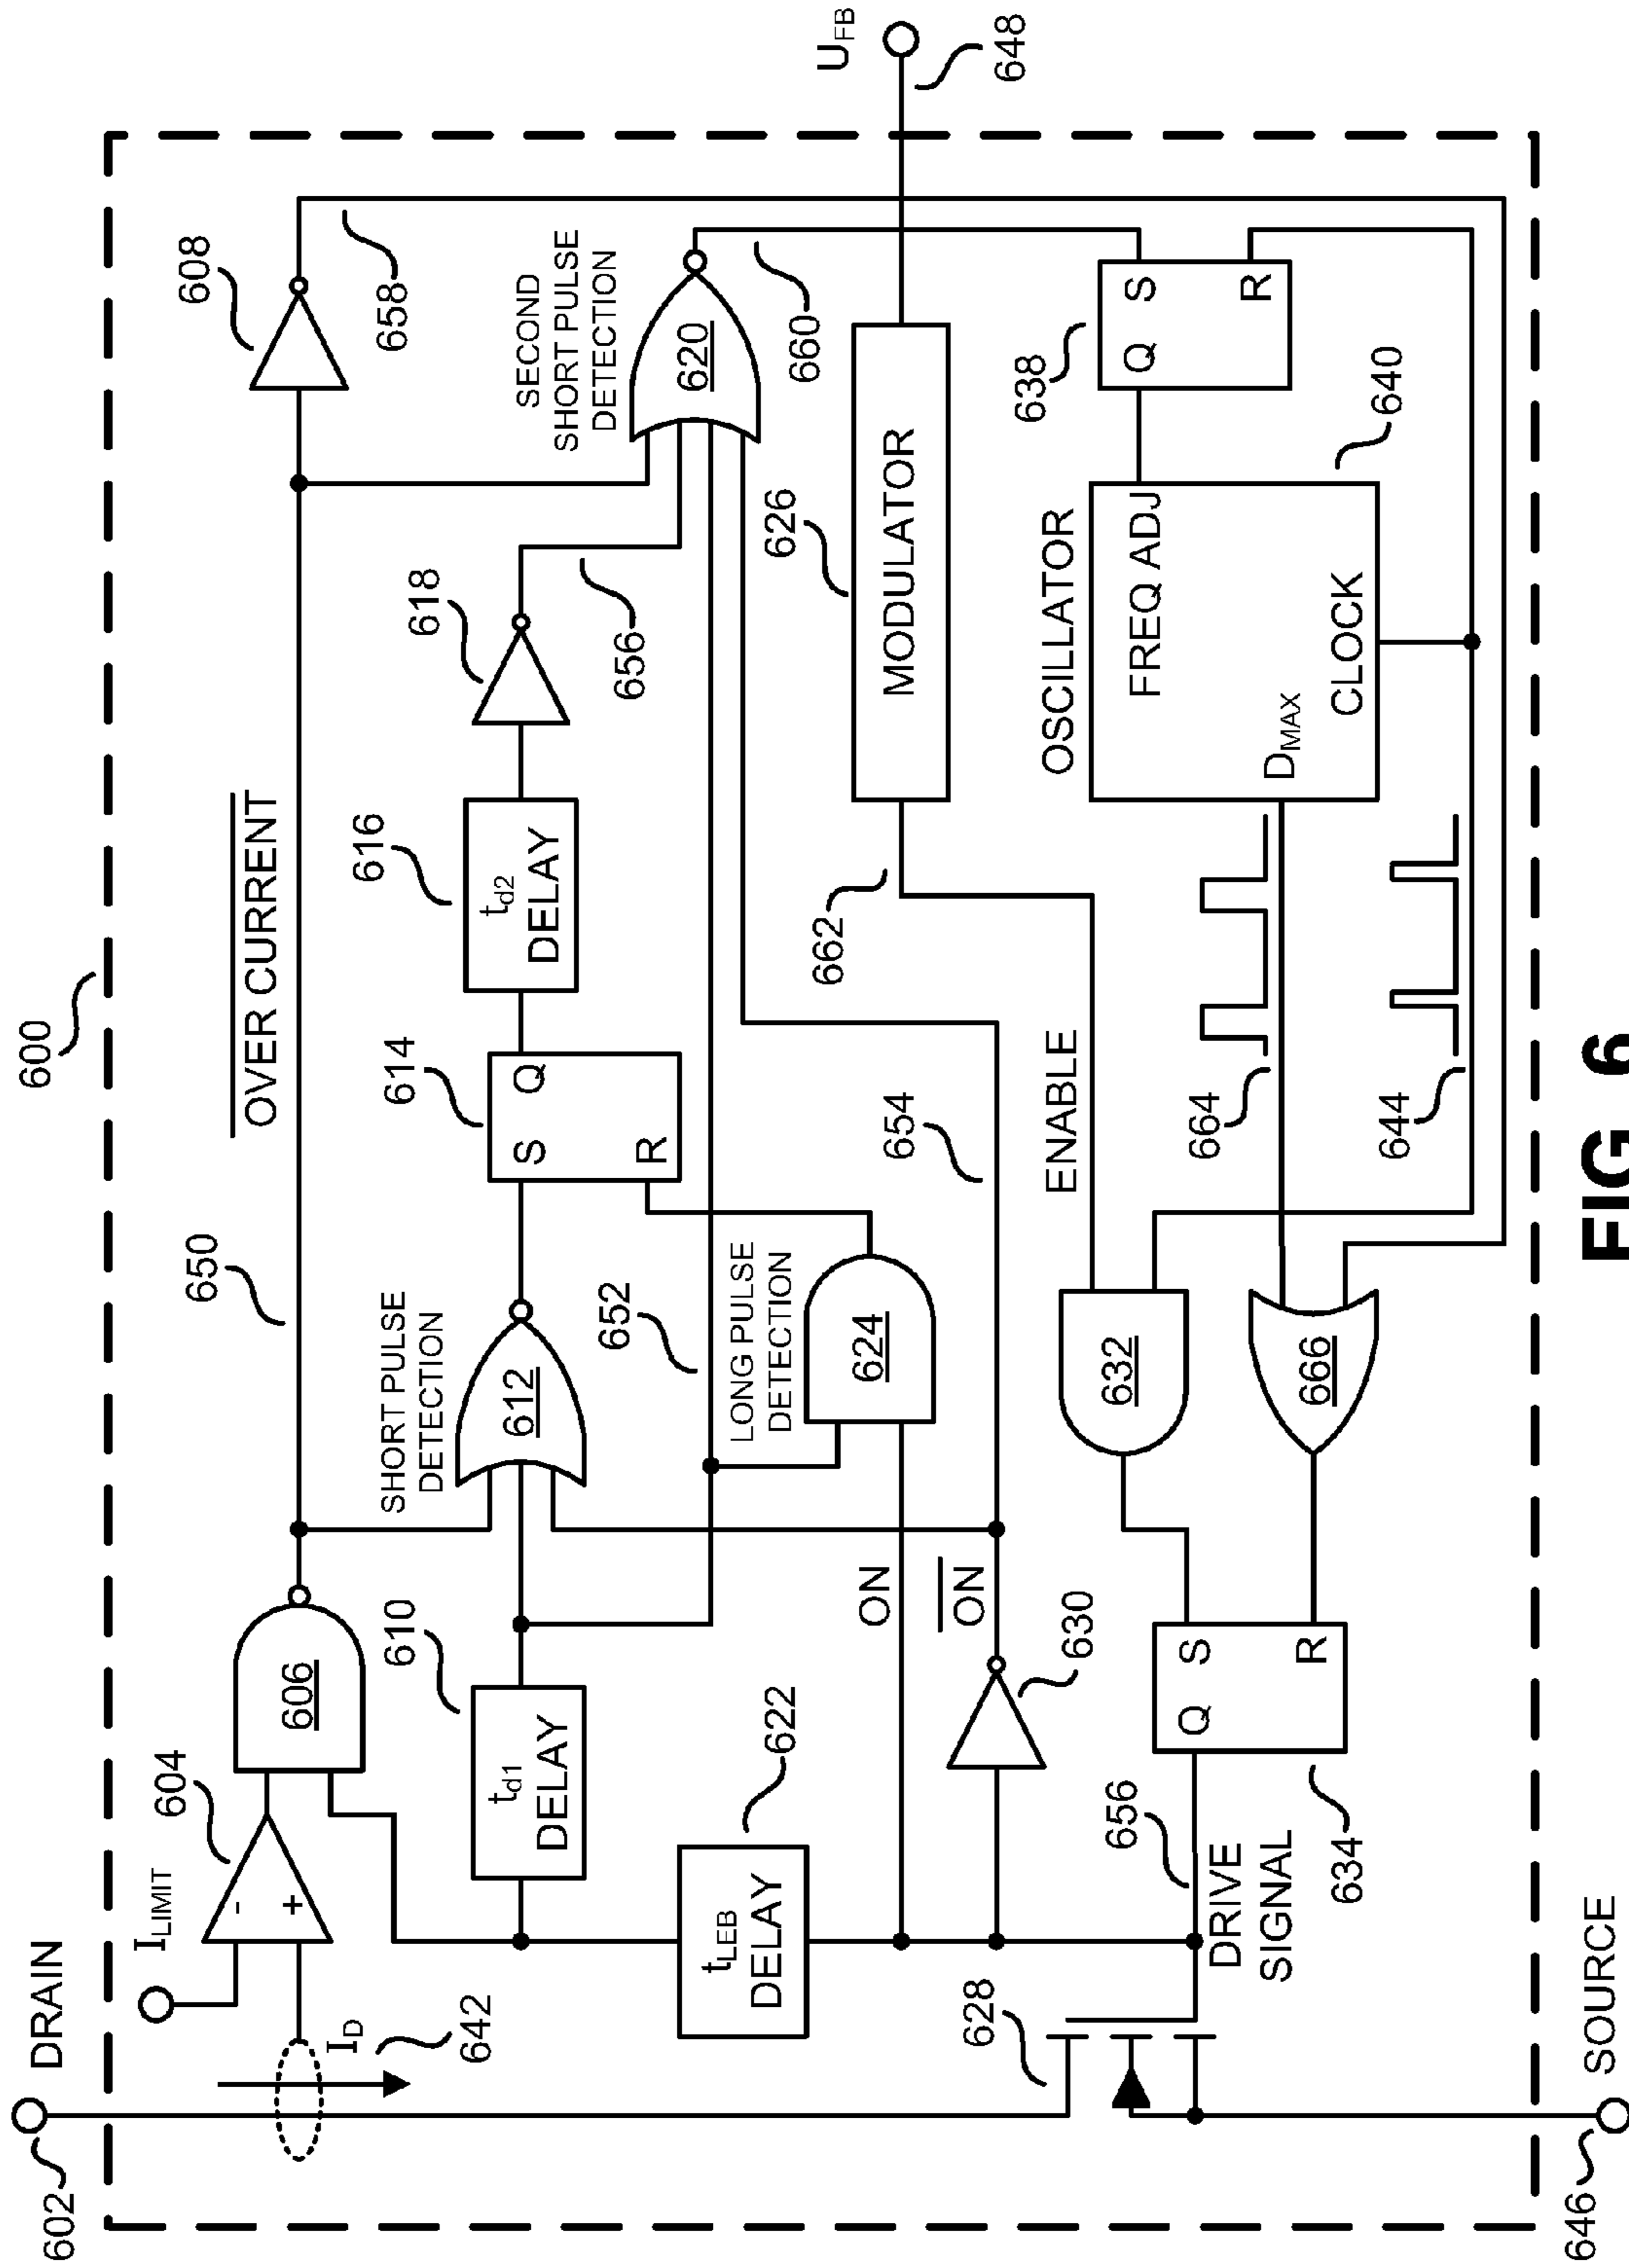 600
602
DRAIN
I_LIMIT
604
606
650
OVER CURRENT
608
658
I_D
642
610
t_d1
DELAY
SHORT PULSE
DETECTION
612
614
S
Q
R
616
t_d2
DELAY
618
656
SECOND
SHORT PULSE
DETECTION
620
660
622
t_LEB
DELAY
652
LONG PULSE
DETECTION
624
626
MODULATOR
U_FB
648
662
628
ON
ON
630
654
ENABLE
656
DRIVE
SIGNAL
634
Q
S
R
632
666
664
644
OSCILLATOR
FREQ ADJ
D_MAX
CLOCK
640
638
Q
S
R
646
SOURCE
-
+
FIG. 6